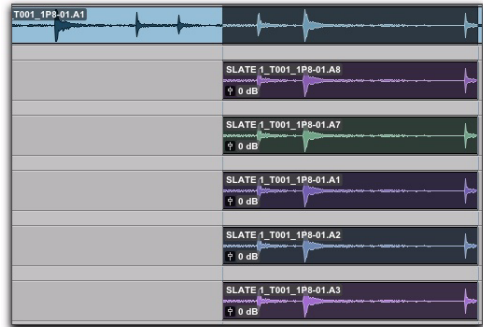 T001_1P8-01.A1
SLATE 1_T001_1P8-01.A8
0 dB
SLATE 1_T001_1P8-01.A7
0 dB
SLATE 1_T001_1P8-01.A1
0 dB
SLATE 1_T001_1P8-01.A2
0 dB
SLATE 1_T001_1P8-01.A3
0 dB